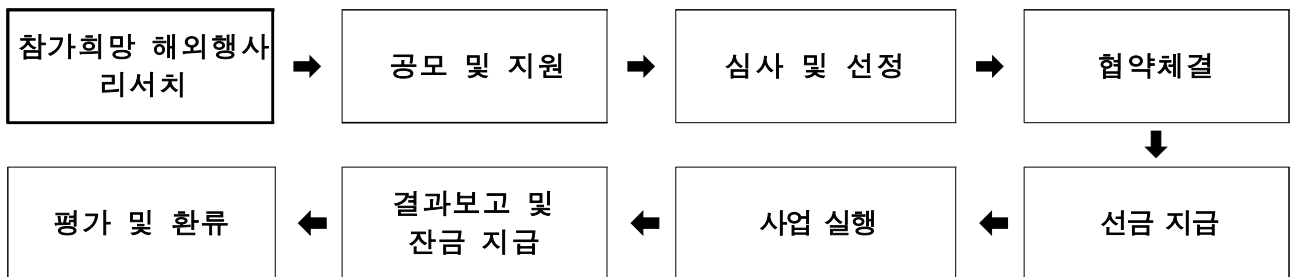 참가희망 해외행사
리서치
공모 및 지원
심사 및 선정
협약체결
선금 지급
사업 실행
결과보고 및
잔금 지급
평가 및 환류